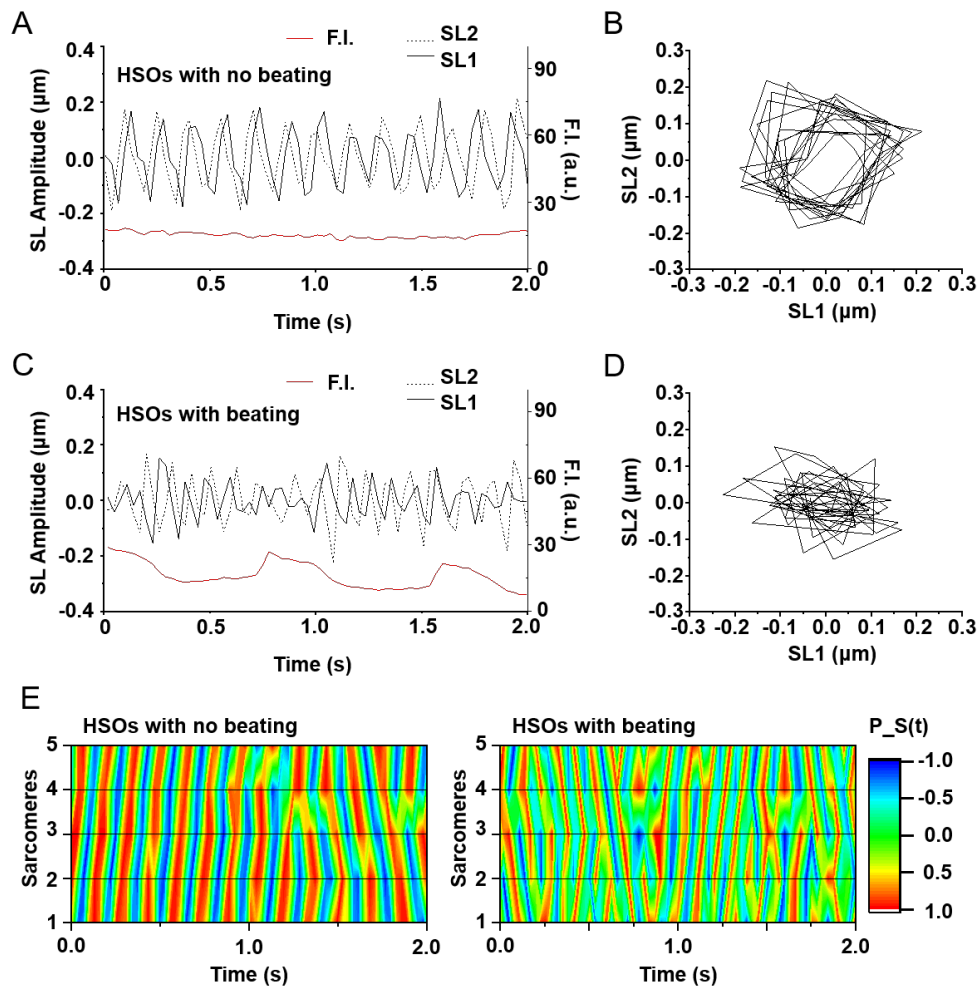 A
F.I.
SL2
SL1
HSOs with no beating
SL Amplitude (μm)
0.4
0.2
0.0
-0.2
-0.4
F.I. (a.u.)
90
60
30
0
0 0.5 1.0 1.5 2.0
Time (s)
B
SL2 (μm)
0.3
0.2
0.1
0.0
-0.1
-0.2
-0.3
-0.3 -0.2 -0.1 0.0 0.1 0.2 0.3
SL1 (μm)
C
F.I.
SL2
SL1
HSOs with beating
SL Amplitude (μm)
0.4
0.2
0.0
-0.2
-0.4
F.I. (a.u.)
90
60
30
0
0 0.5 1.0 1.5 2.0
Time (s)
D
SL2 (μm)
0.3
0.2
0.1
0.0
-0.1
-0.2
-0.3
-0.3 -0.2 -0.1 0.0 0.1 0.2 0.3
SL1 (μm)
E
HSOs with no beating
Sarcomeres
5
4
3
2
1
0.0 1.0 2.0
Time (s)
HSOs with beating
Sarcomeres
5
4
3
2
1
0.0 1.0 2.0
Time (s)
P_S(t)
-1.0
-0.5
0.0
0.5
1.0